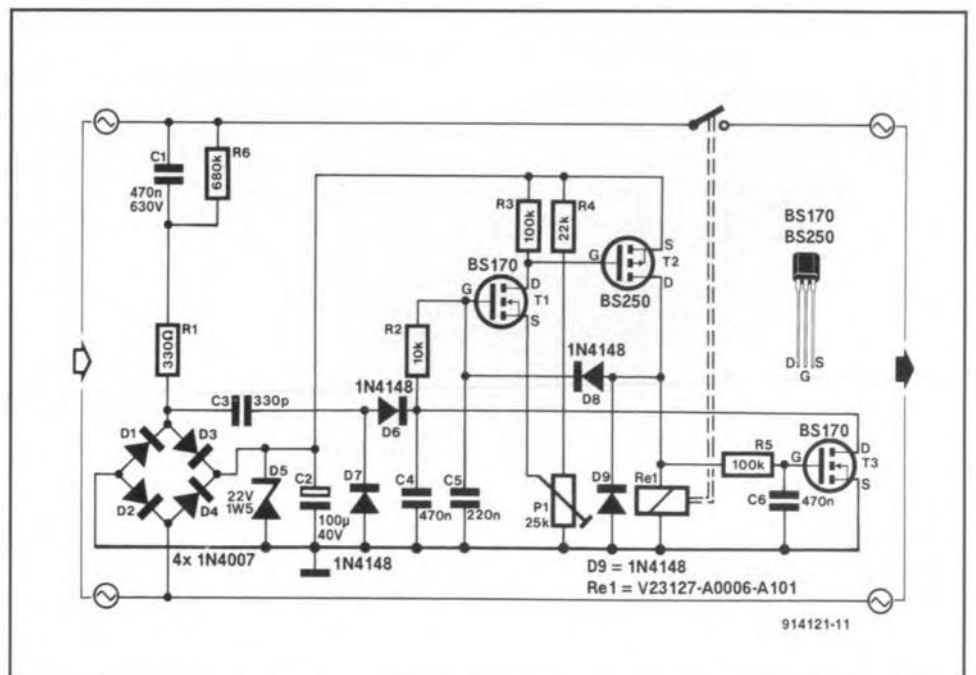 C1
470n
630V
R6
680k
R1
330Ω
C3
330p
D1
D3
D2
D4
4x 1N4007
D5
22V
1W5
C2
100µ
40V
D7
1N4148
1N4148
D6
R2
10k
C4
470n
C5
220n
BS170
G
D
T1
S
R3
100k
R4
22k
G
S
T2
D
BS250
1N4148
D8
P1
25k
D9
Re1
D9 = 1N4148
Re1 = V23127-A0006-A101
R5
100k
C6
470n
BS170
G
D
T3
S
BS170
BS250
D
G
S
914121-11